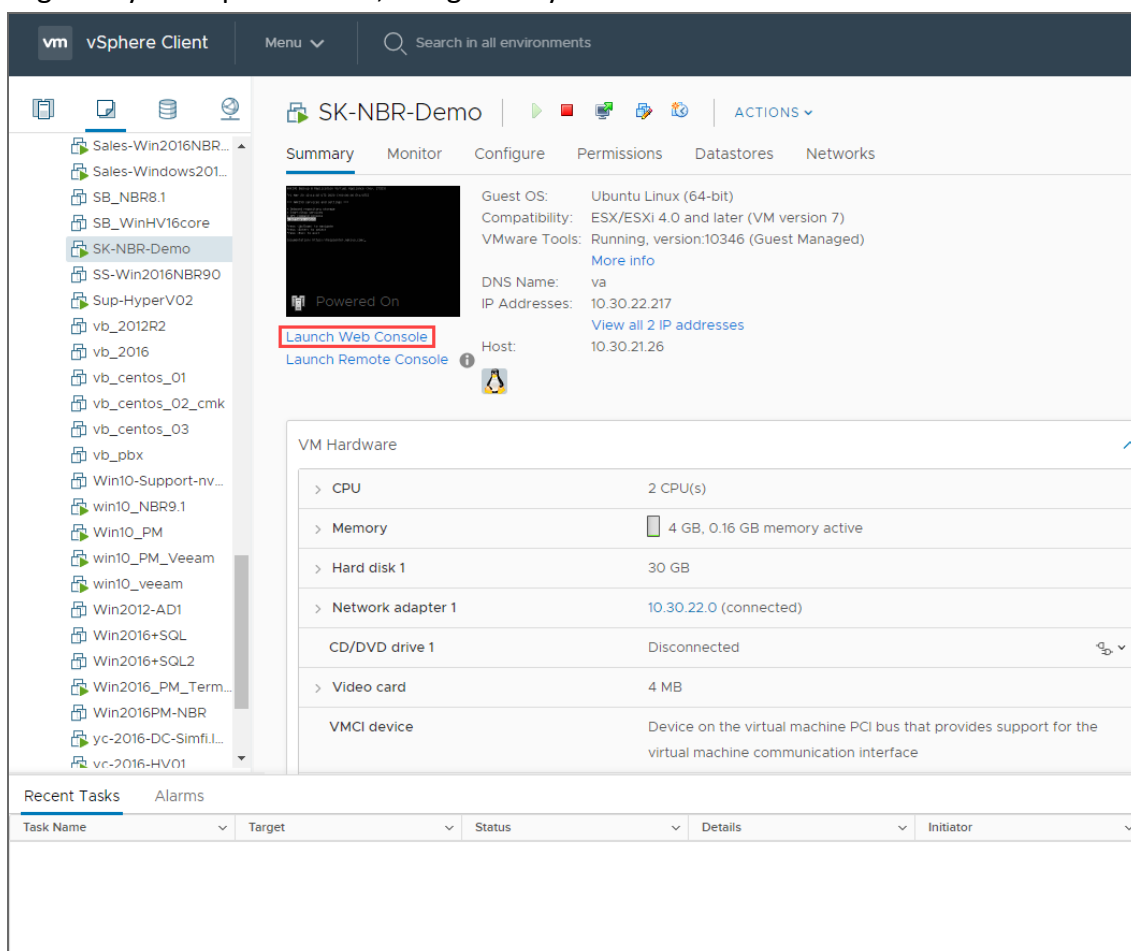 vm vSphere Client Menu Search in all environments
SK-NBR-Demo ACTIONS
Sales-Win2016NBR...
Sales-Windows201...
SB_NBR8.1
SB_WinHV16core
SK-NBR-Demo
SS-Win2016NBR90
Sup-HyperV02
vb_2012R2
vb_2016
vb_centos_01
vb_centos_02_cmk
vb_centos_03
vb_pbx
Win10-Support-nv...
win10_NBR9.1
Win10_PM
win10_PM_Veeam
win10_veeam
Win2012-AD1
Win2016+SQL
Win2016+SQL2
Win2016_PM_Term...
Win2016PM-NBR
yc-2016-DC-Simfi.l...
yc-2016-HV01
Summary Monitor Configure Permissions Datastores Networks
Powered On
Launch Web Console
Launch Remote Console
Guest OS: Ubuntu Linux (64-bit)
Compatibility: ESX/ESXi 4.0 and later (VM version 7)
VMware Tools: Running, version:10346 (Guest Managed)
More info
DNS Name: va
IP Addresses: 10.30.22.217
View all 2 IP addresses
Host: 10.30.21.26
VM Hardware
> CPU 2 CPU(s)
> Memory 4 GB, 0.16 GB memory active
> Hard disk 1 30 GB
> Network adapter 1 10.30.22.0 (connected)
CD/DVD drive 1 Disconnected
> Video card 4 MB
VMCI device Device on the virtual machine PCI bus that provides support for the
virtual machine communication interface
Recent Tasks Alarms
Task Name Target Status Details Initiator